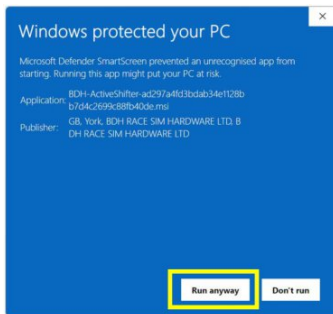 Windows protected your PC
Microsoft Defender SmartScreen prevented an unrecognised app from
starting. Running this app might put your PC at risk.
Application: BDH-ActiveShifter-ad297a4fd3bdab34e1128b
b7d4c2699c88fb40de.msi
Publisher: GB, York, BDH RACE SIM HARDWARE LTD, B
DH RACE SIM HARDWARE LTD
Run anyway
Don't run